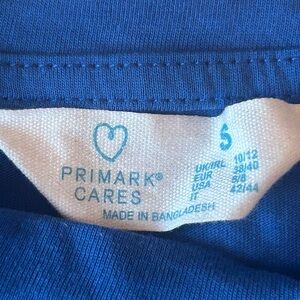 PRIMARK®
CARES
MADE IN BANGLADESH
S
UK/IRL 10/12
EUR 38/40
USA 6/8
IT 42/44